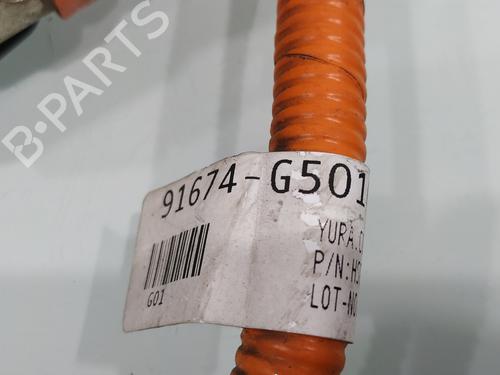 B-PARTS
91674-G501
YURA.
P/N:H
LOT-NO
G01